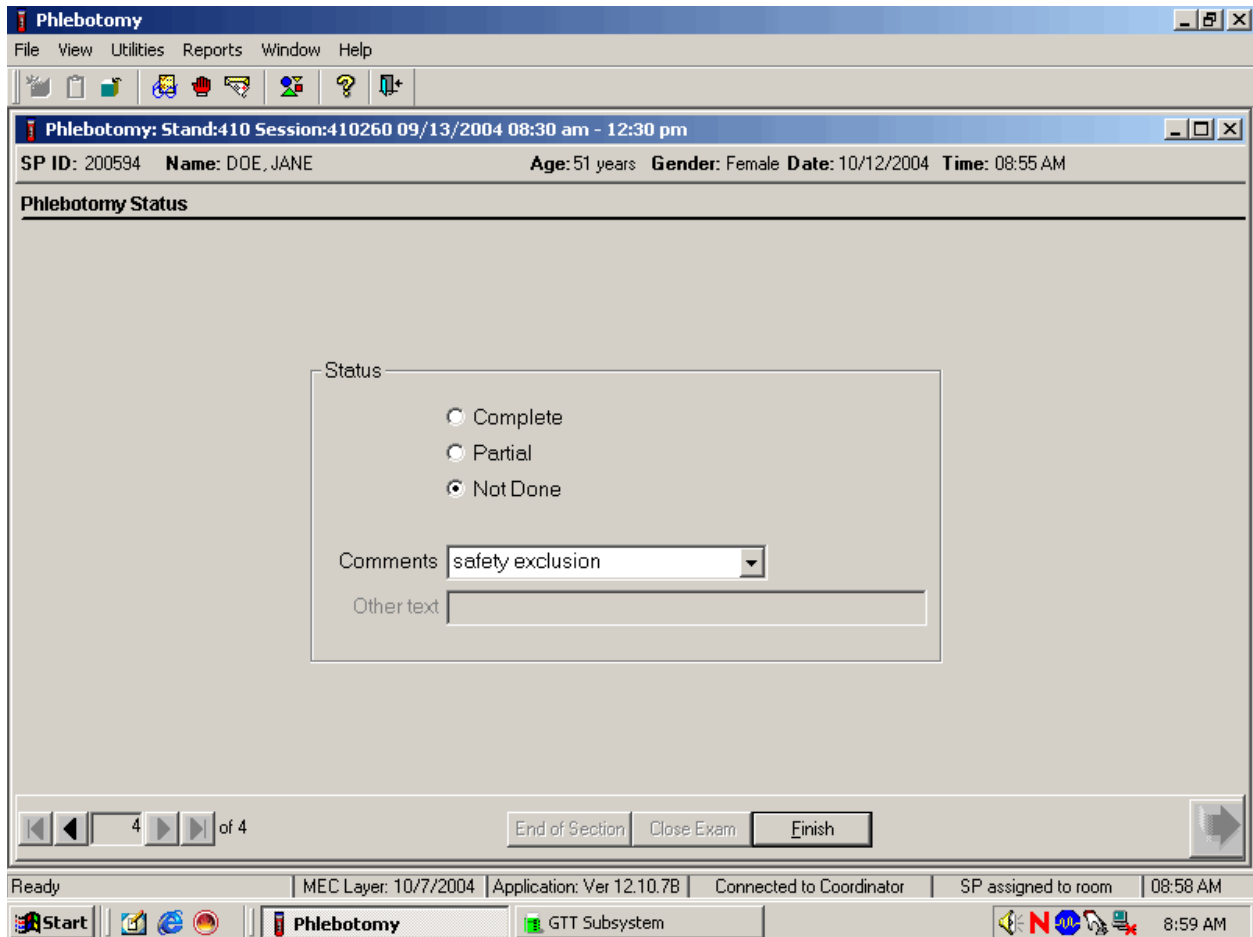 Phlebotomy
File View Utilities Reports Window Help
Phlebotomy: Stand:410 Session:410260 09/13/2004 08:30 am - 12:30 pm
SP ID: 200594 Name: DOE, JANE Age: 51 years Gender: Female Date: 10/12/2004 Time: 08:55 AM
Phlebotomy Status
Status
Complete
Partial
Not Done
Comments safety exclusion
Other text
4 of 4 End of Section Close Exam Finish
Ready MEC Layer: 10/7/2004 Application: Ver 12.10.7B Connected to Coordinator SP assigned to room 08:58 AM
Start Phlebotomy GTT Subsystem N 8:59 AM